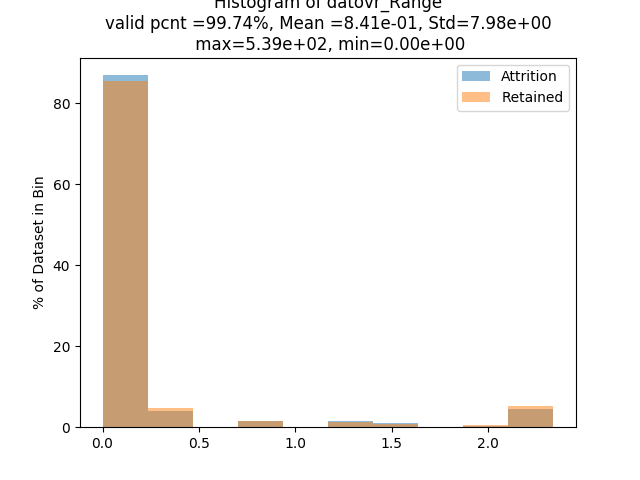 Histogram of datovr_Range
valid pcnt =99.74%, Mean =8.41e-01, Std=7.98e+00
max=5.39e+02, min=0.00e+00
Attrition
Retained
% of Dataset in Bin
80
60
40
20
0
0.0 0.5 1.0 1.5 2.0